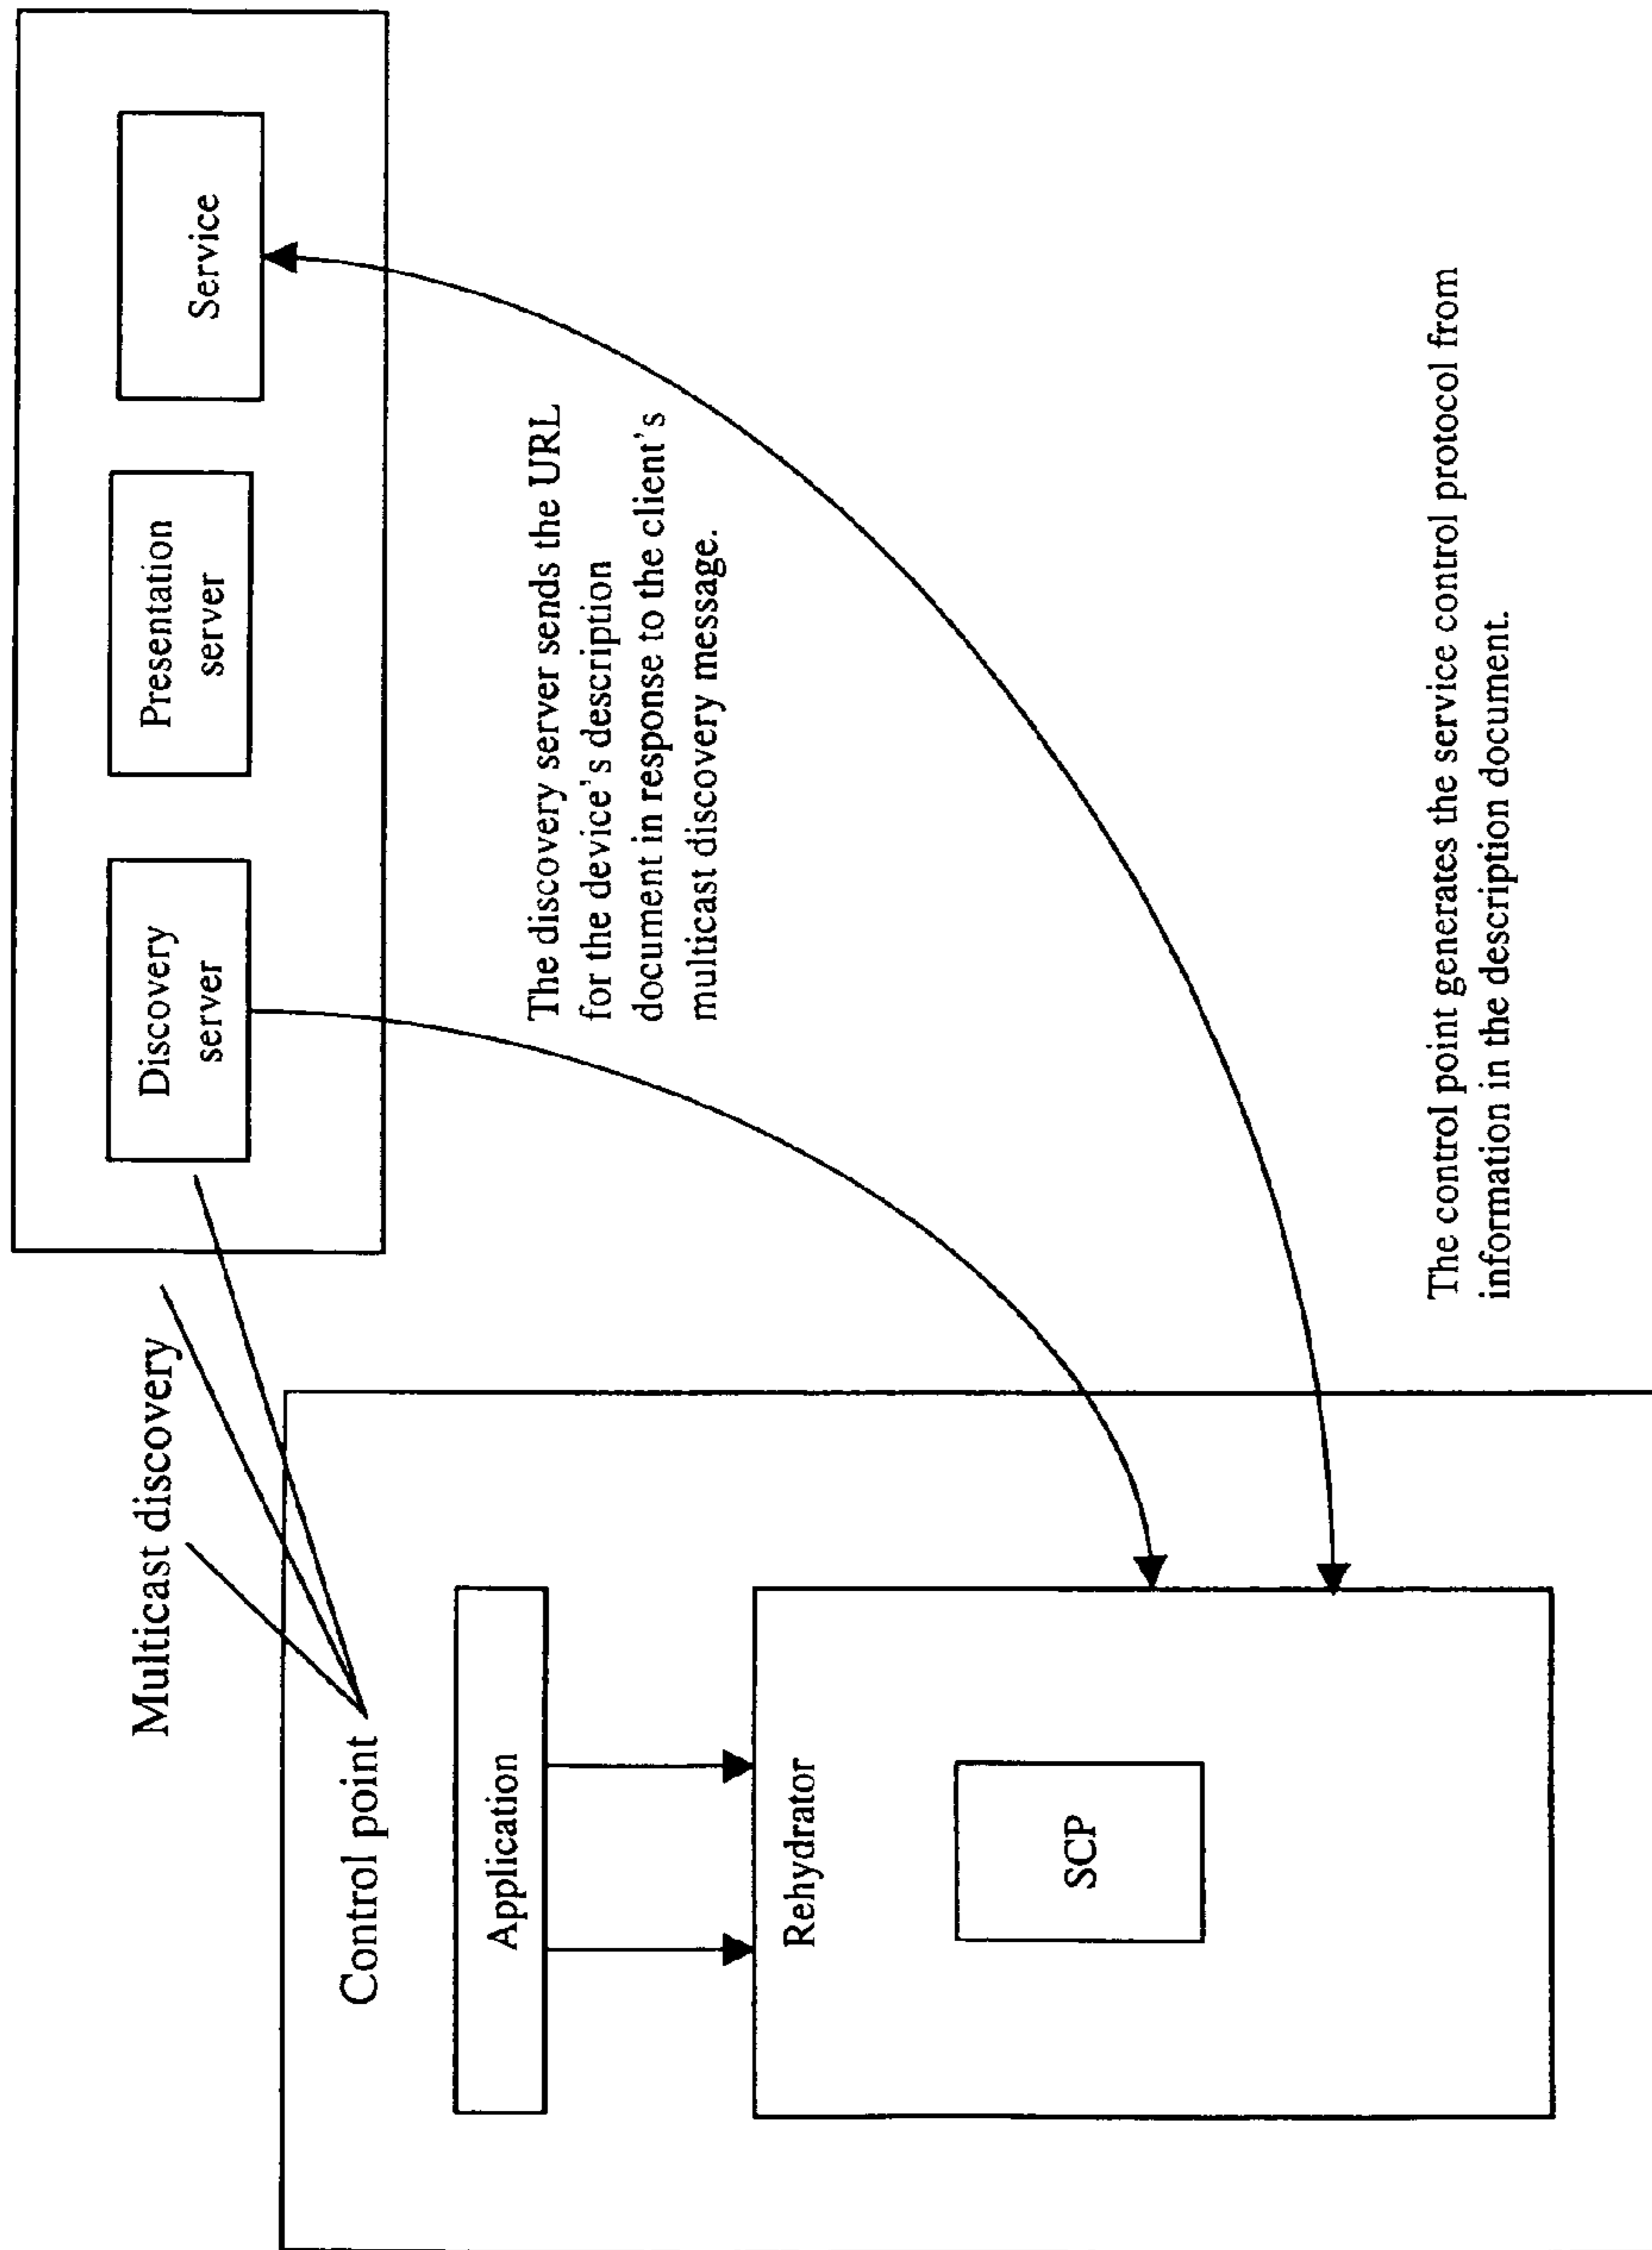 Multicast discovery
Control point
Application
Rehydrator
SCP
Discovery
server
Presentation
server
Service
The discovery server sends the URL
for the device's description
document in response to the client's
multicast discovery message.
The control point generates the service control protocol from
information in the description document.